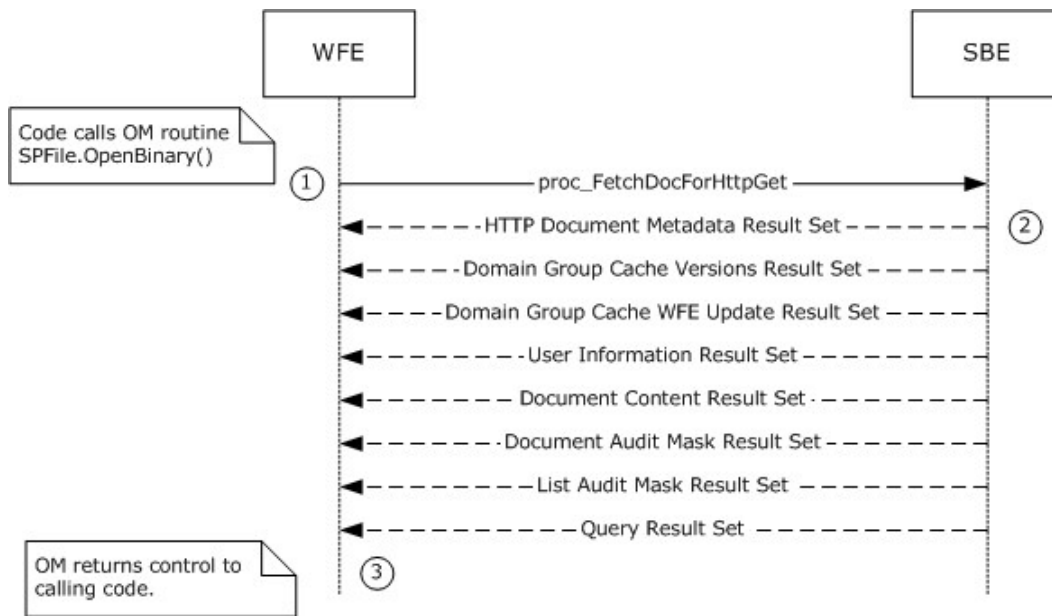 WFE
SBE
Code calls OM routine
SPFile.OpenBinary()
1
proc_FetchDocForHttpGet
HTTP Document Metadata Result Set
2
Domain Group Cache Versions Result Set
Domain Group Cache WFE Update Result Set
User Information Result Set
Document Content Result Set
Document Audit Mask Result Set
List Audit Mask Result Set
Query Result Set
OM returns control to
calling code.
3